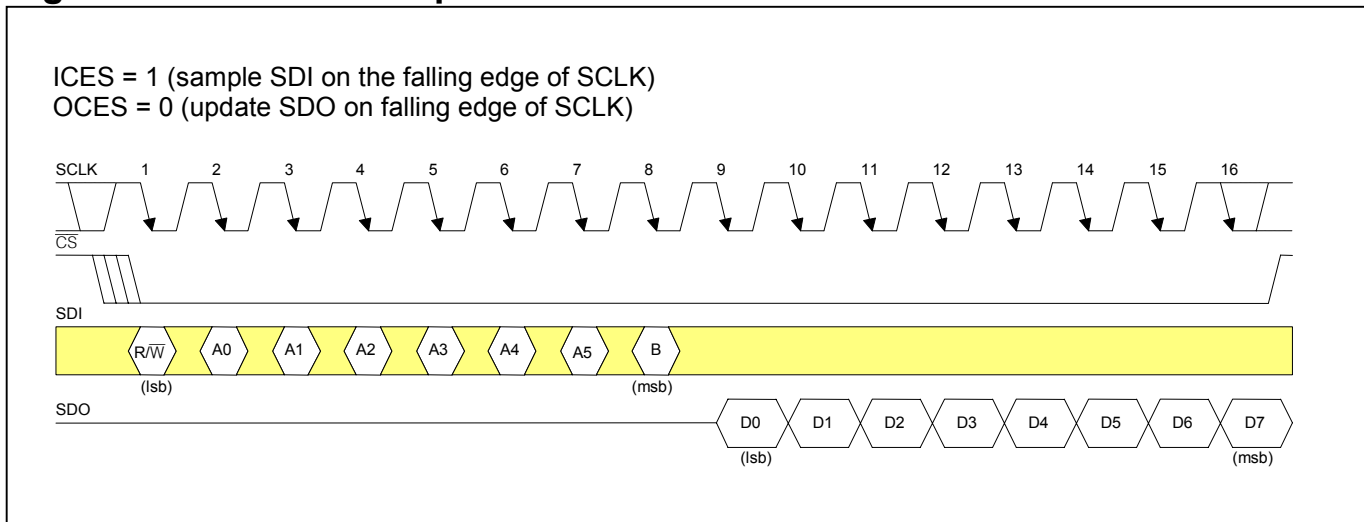 ICES = 1 (sample SDI on the falling edge of SCLK)
OCES = 0 (update SDO on falling edge of SCLK)
SCLK 1 2 3 4 5 6 7 8 9 10 11 12 13 14 15 16
C̅S̅
SDI
R/W̅ A0 A1 A2 A3 A4 A5 B
(lsb) (msb)
SDO
D0 D1 D2 D3 D4 D5 D6 D7
(lsb) (msb)